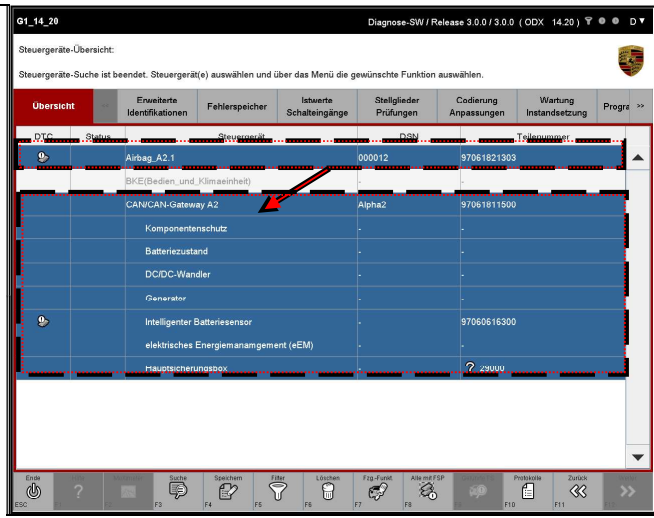 G1_14_20
Diagnose-SW / Release 3.0.0 / 3.0.0 ( ODX 14.20 ) D
Steuergeräte-Übersicht:
Steuergeräte-Suche ist beendet. Steuergerät(e) auswählen und über das Menü die gewünschte Funktion auswählen.
Übersicht << Erweiterte Identifikationen Fehlerspeicher Istwerte Schalteingänge Stellglieder Prüfungen Codierung Anpassungen Wartung Instandsetzung Progra >>
DTC Status Steuergerät DSN Teilenummer
Airbag_A2.1 000012 97061821303
BKE(Bedien_und_Klimaeinheit) - -
CAN/CAN-Gateway A2 Alpha2 97061811500
Komponentenschutz - -
Batteriezustand - -
DC/DC-Wandler - -
Generator - -
Intelligenter Batteriesensor - 97060616300
elektrisches Energiemanamgement (eEM) - -
Hauptsicherungsbox - ? 29000
Ende Suche Speichern Filter Löschen Fzg.-Funkt Alle mit FSP Protokolle Zurück
ESC F3 F4 F5 F6 F7 F8 F10 F11